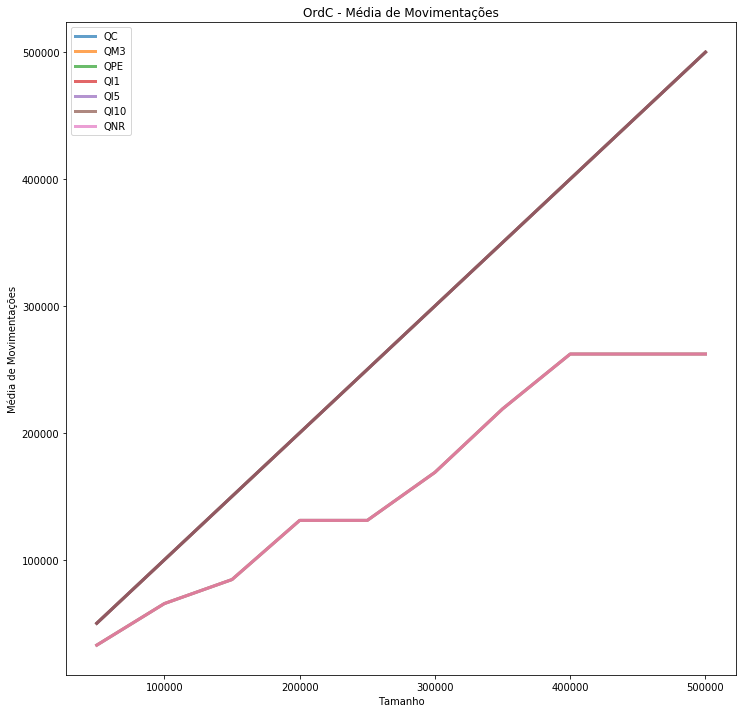 OrdC - Média de Movimentações
QC
QM3
QPE
QI1
QI5
QI10
QNR
500000
400000
300000
200000
100000
Média de Movimentações
100000 200000 300000 400000 500000
Tamanho